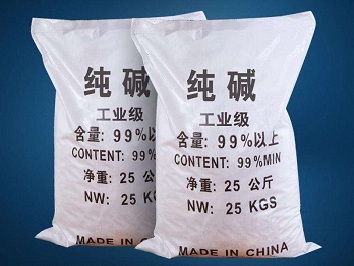 纯碱
工业级
含量: 99%以
CONTENT: 99%
净重: 25 公
NW: 25 K
MADE IN
纯碱
工业级
含量: 99%以上
CONTENT: 99%MIN
净重: 25 公斤
NW: 25 KGS
MADE IN CHINA